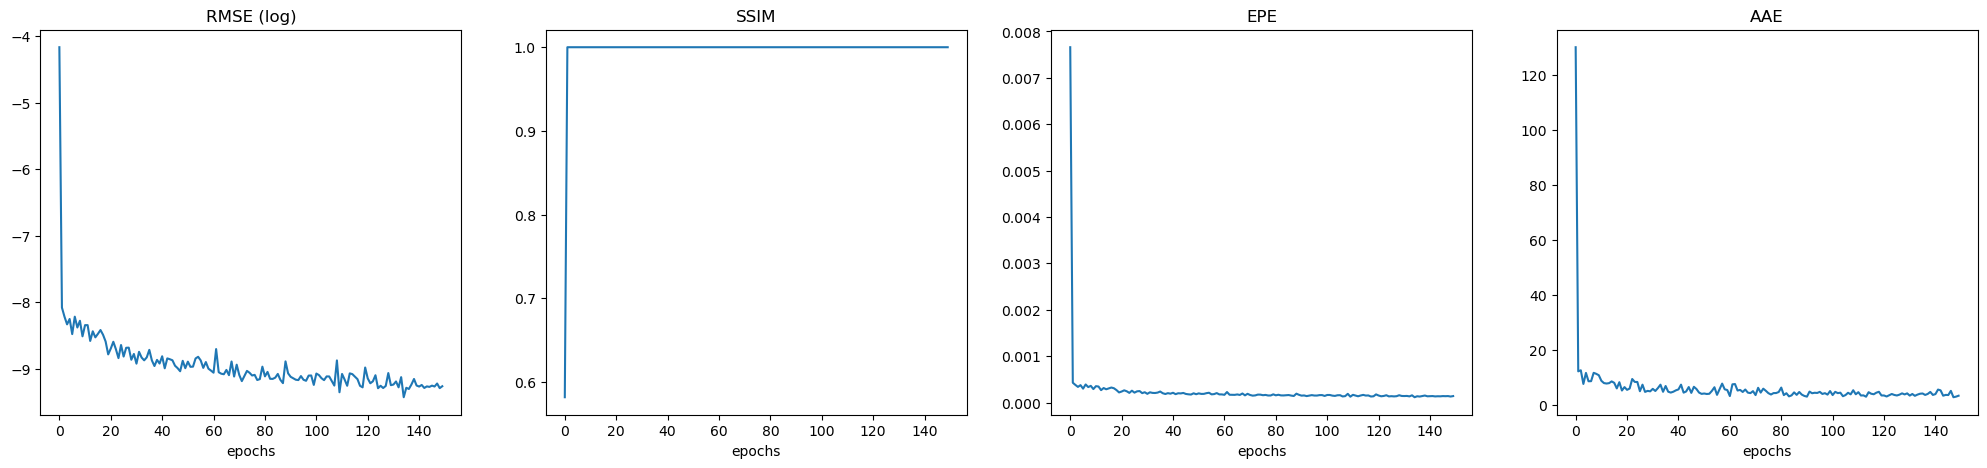 RMSE (log)
−4
−5
−6
−7
−8
−9
0 20 40 60 80 100 120 140
epochs
SSIM
1.0
0.9
0.8
0.7
0.6
0 20 40 60 80 100 120 140
epochs
EPE
0.008
0.007
0.006
0.005
0.004
0.003
0.002
0.001
0.000
0 20 40 60 80 100 120 140
epochs
AAE
120
100
80
60
40
20
0
0 20 40 60 80 100 120 140
epochs